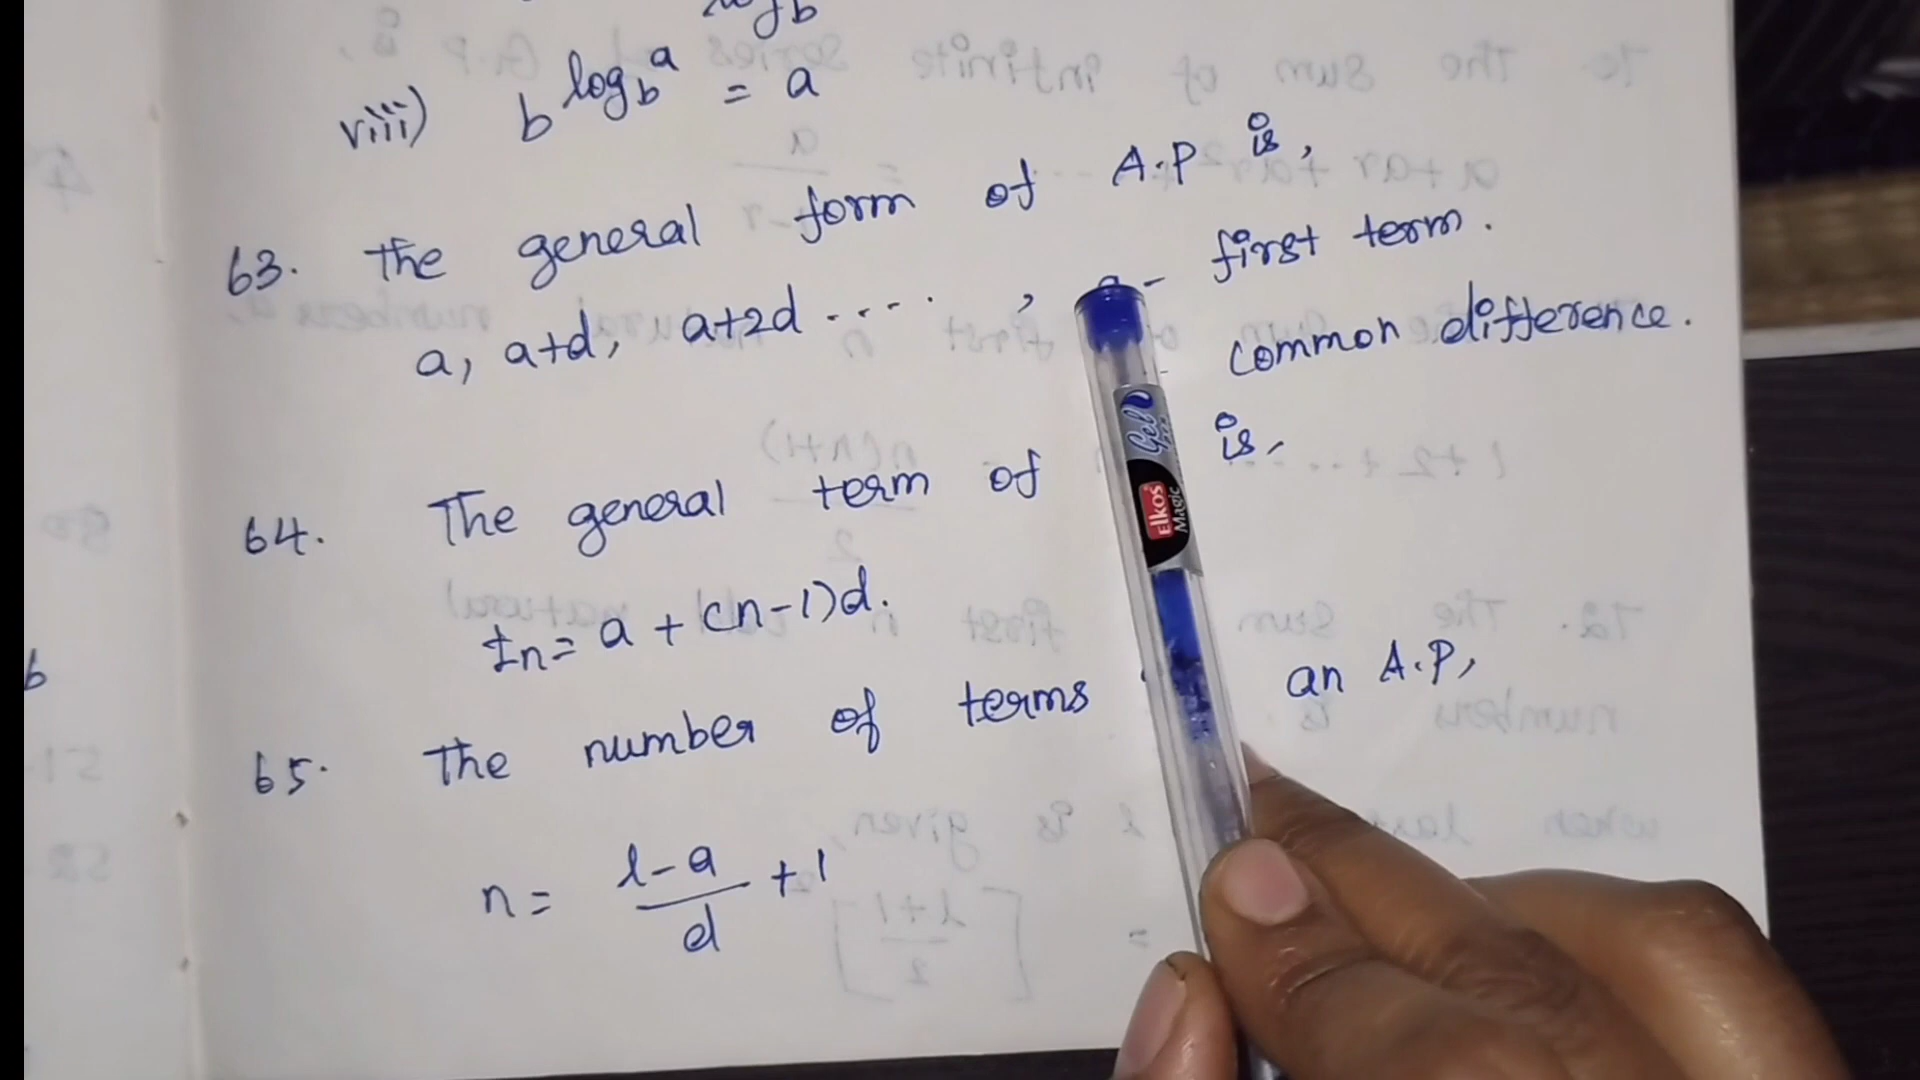 viii) b^log_b^a = a
63. The general form of A.P is,
a, a+d, a+2d ---- , - first term.
common difference.
64. The general term of is,
tn = a + (n-1)d.
65. The number of terms an A.P,
n = (l-a)/d + 1
Gel
Elkos
Magic